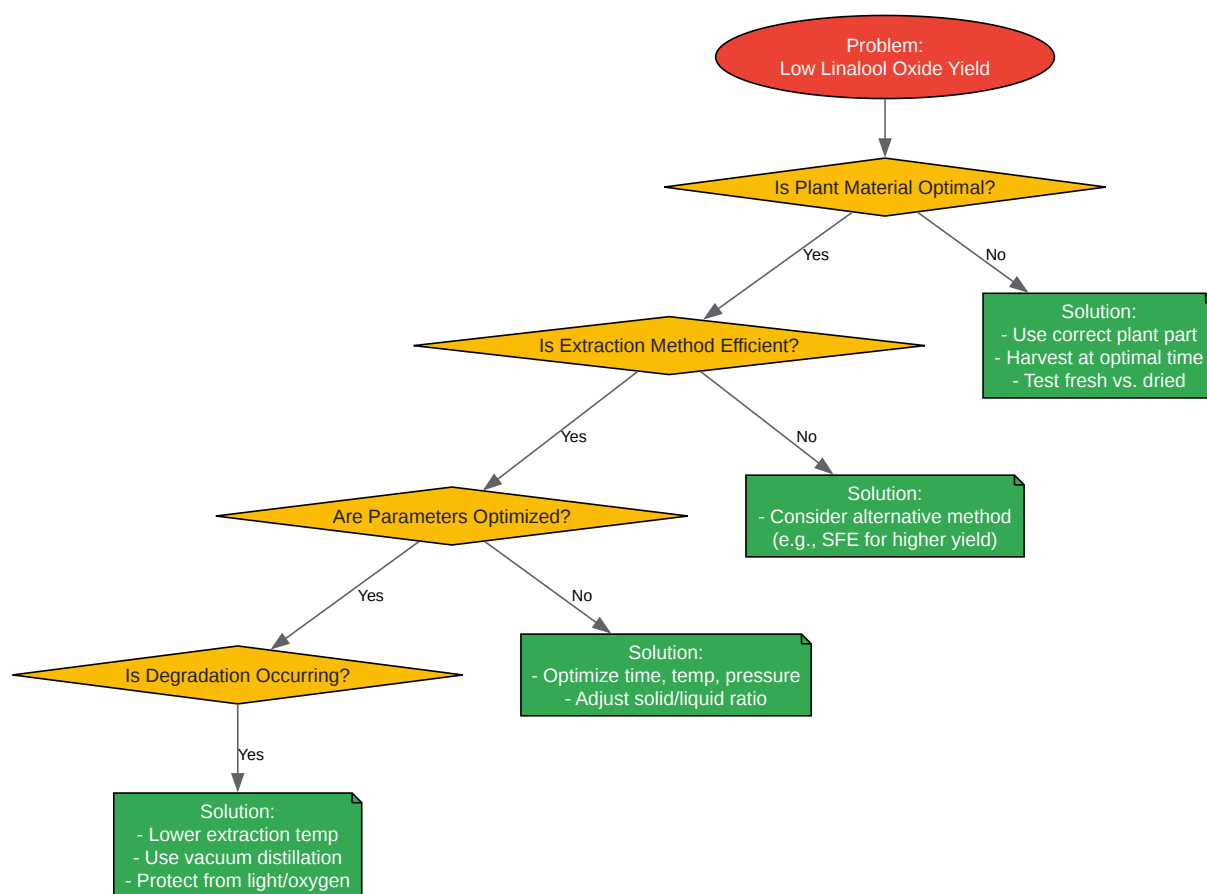 Problem:
Low Linalool Oxide Yield
Is Plant Material Optimal?
Yes
No
Solution:
- Use correct plant part
- Harvest at optimal time
- Test fresh vs. dried
Is Extraction Method Efficient?
Yes
No
Solution:
- Consider alternative method
(e.g., SFE for higher yield)
Are Parameters Optimized?
Yes
No
Solution:
- Optimize time, temp, pressure
- Adjust solid/liquid ratio
Is Degradation Occurring?
Yes
Solution:
- Lower extraction temp
- Use vacuum distillation
- Protect from light/oxygen